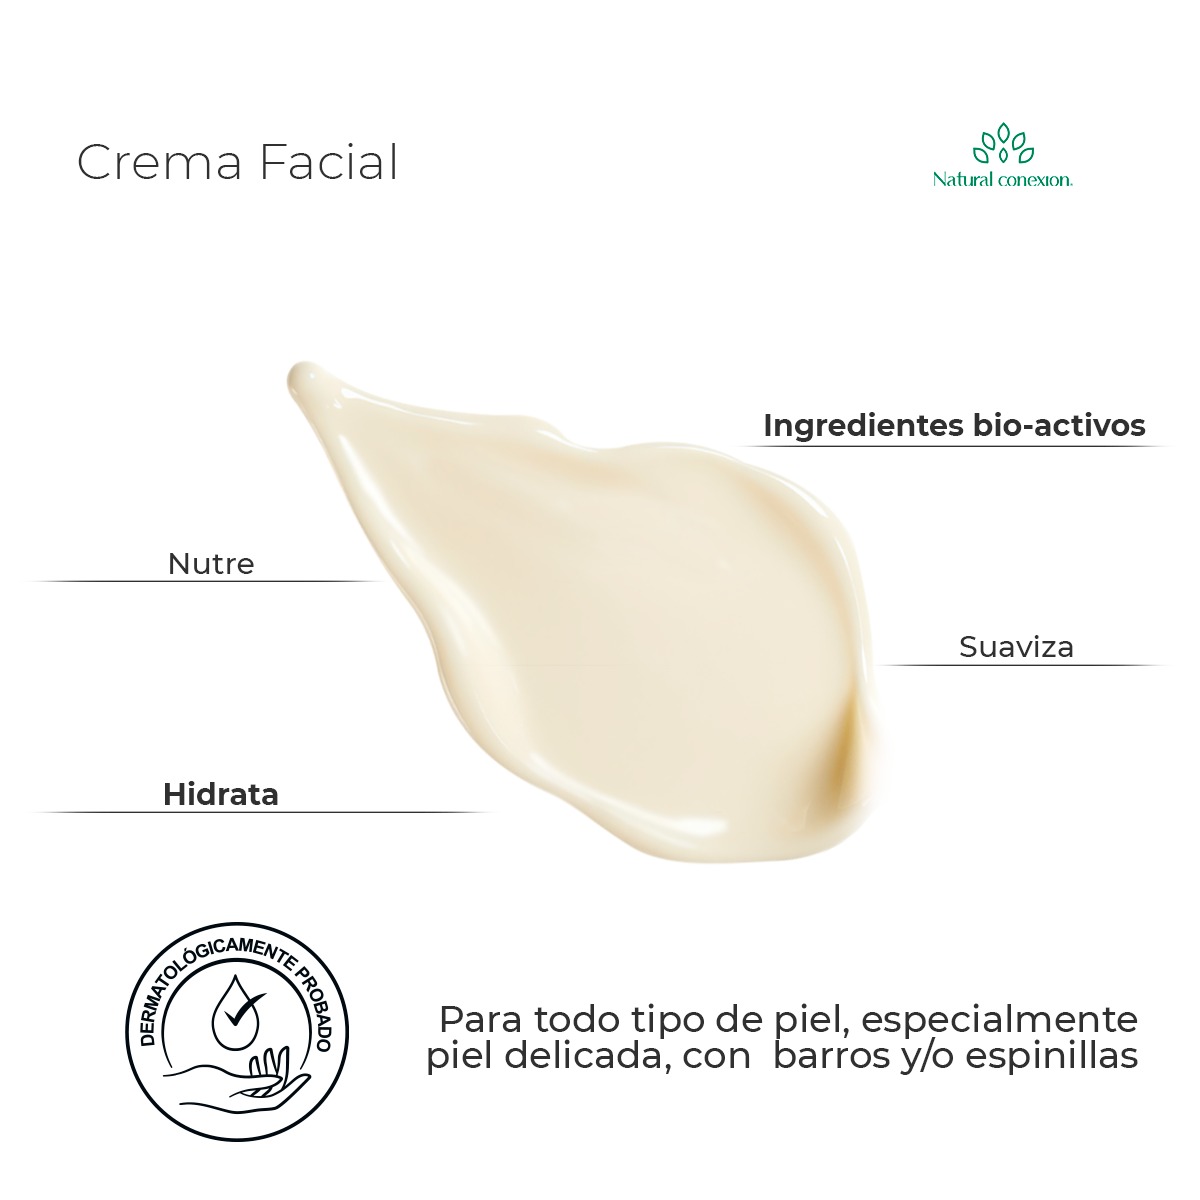 Crema Facial
Natural conexion.
Ingredientes bio-activos
Nutre
Suaviza
Hidrata
DERMATOLÓGICAMENTE PROBADO
Para todo tipo de piel, especialmente
piel delicada, con  barros y/o espinillas